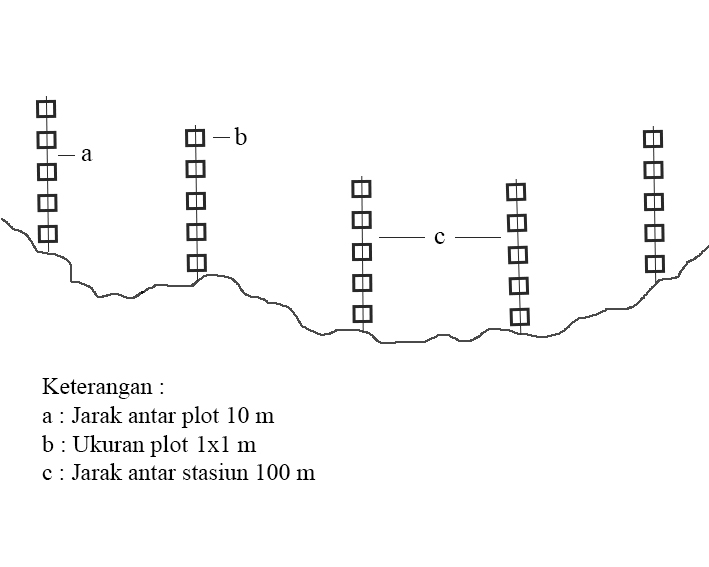 a
b
c
Keterangan :
a : Jarak antar plot 10 m
b : Ukuran plot 1x1 m
c : Jarak antar stasiun 100 m